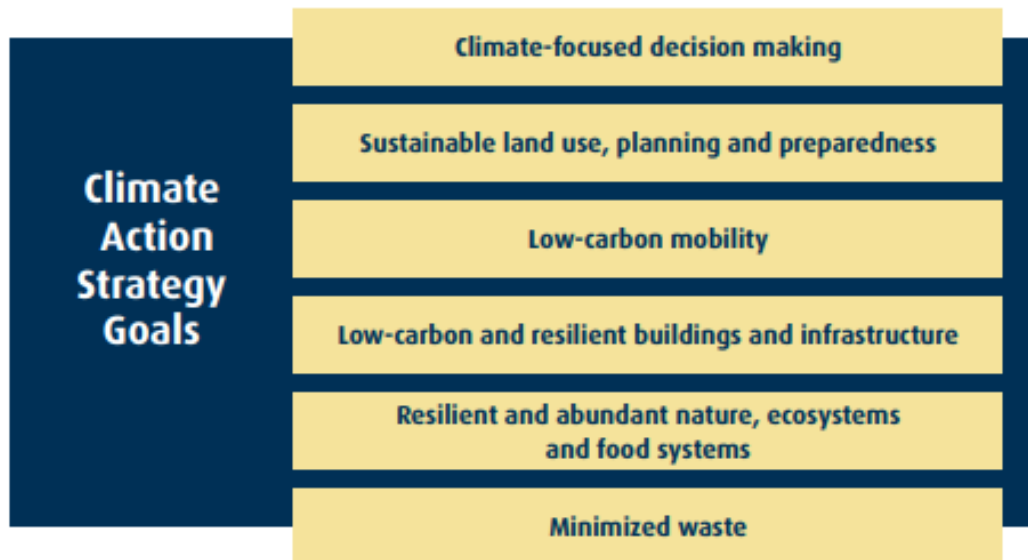 Climate
Action
Strategy
Goals
Climate-focused decision making
Sustainable land use, planning and preparedness
Low-carbon mobility
Low-carbon and resilient buildings and infrastructure
Resilient and abundant nature, ecosystems
and food systems
Minimized waste